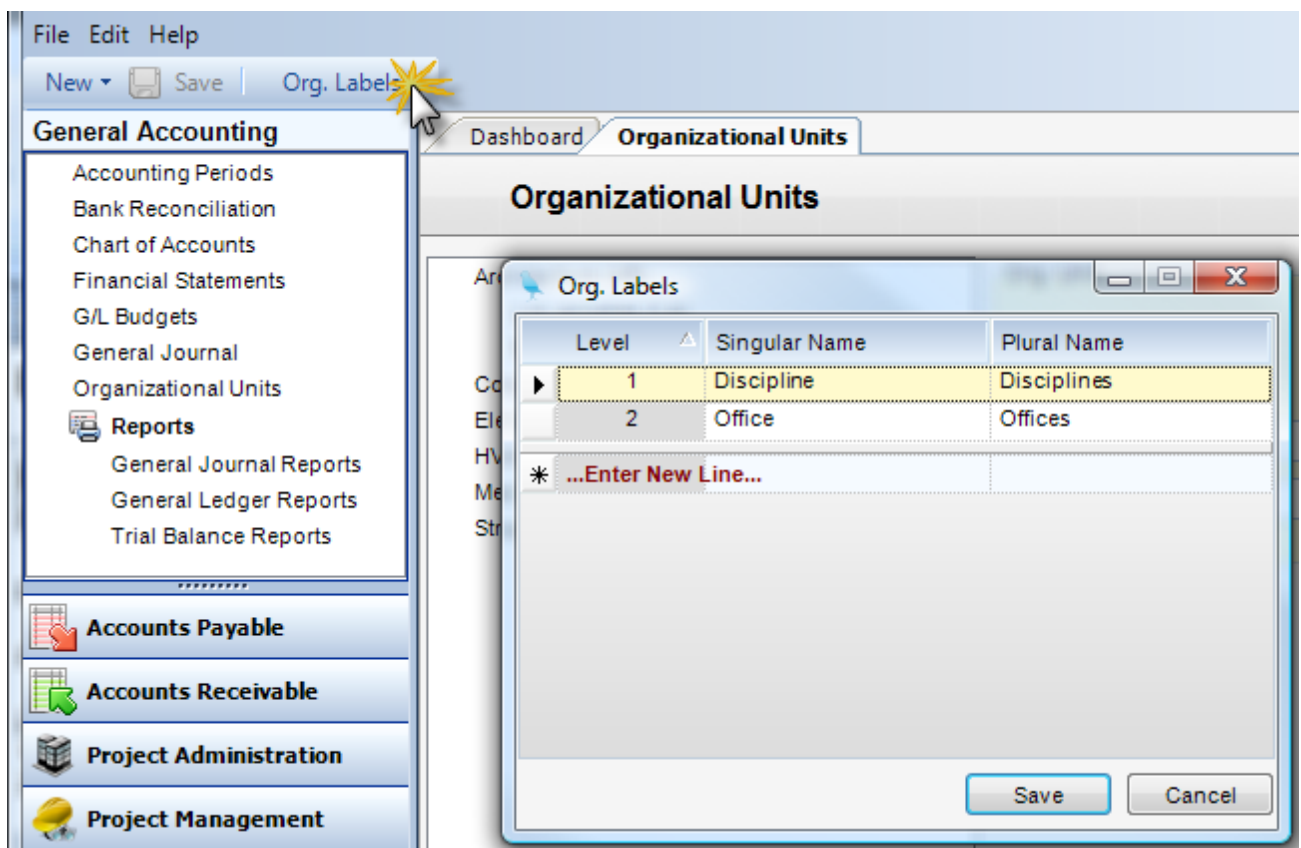 File Edit Help
New Save Org. Labels
General Accounting
Accounting Periods
Bank Reconciliation
Chart of Accounts
Financial Statements
G/L Budgets
General Journal
Organizational Units
Reports
General Journal Reports
General Ledger Reports
Trial Balance Reports
Accounts Payable
Accounts Receivable
Project Administration
Project Management
Dashboard Organizational Units
Organizational Units
Org. Labels
Level Singular Name Plural Name
1 Discipline Disciplines
2 Office Offices
...Enter New Line...
Save Cancel